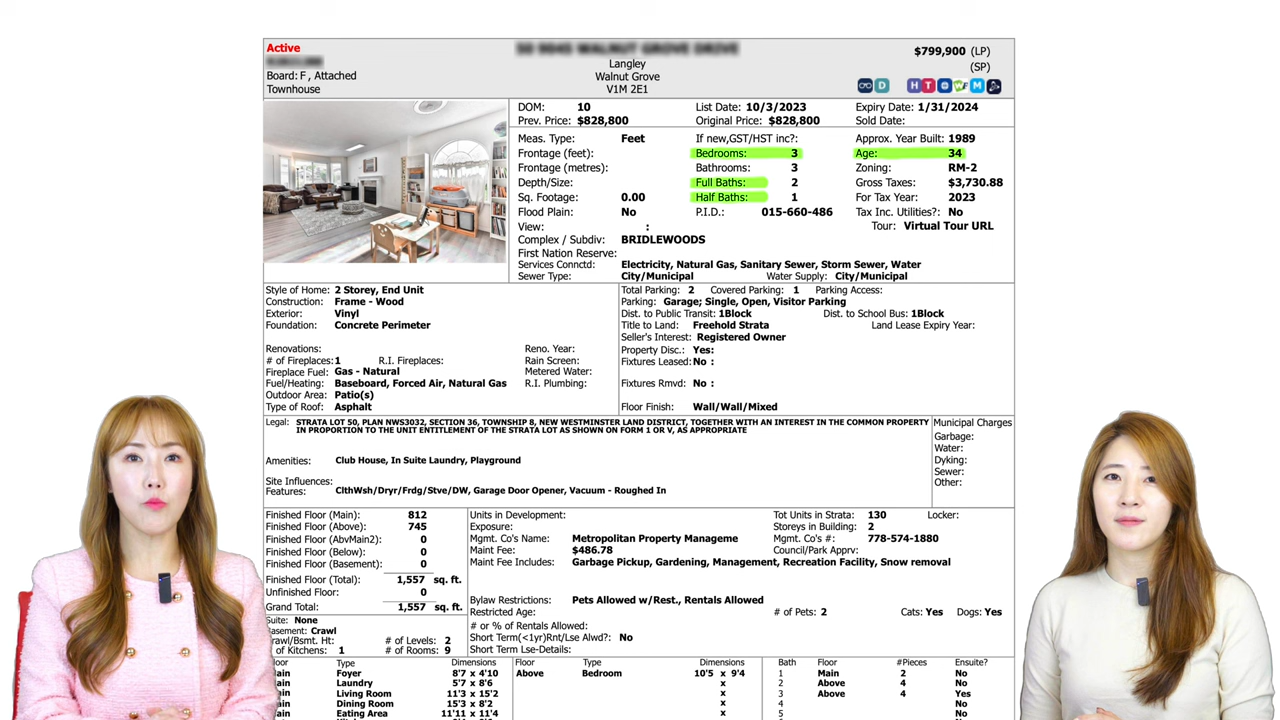 Active
$799,900 (LP)
Langley
(SP)
Board: F , Attached
Walnut Grove
Townhouse
V1M 2E1
H T M
DOM: 10 List Date: 10/3/2023 Expiry Date: 1/31/2024
Prev. Price: $828,800 Original Price: $828,800 Sold Date:
Meas. Type: Feet If new,GST/HST inc?: Approx. Year Built: 1989
Frontage (feet): Bedrooms: 3 Age: 34
Frontage (metres): Bathrooms: 3 Zoning: RM-2
Depth/Size: Full Baths: 2 Gross Taxes: $3,730.88
Sq. Footage: 0.00 Half Baths: 1 For Tax Year: 2023
Flood Plain: No P.I.D.: 015-660-486 Tax Inc. Utilities?: No
View: : Tour: Virtual Tour URL
Complex / Subdiv: BRIDLEWOODS
First Nation Reserve:
Services Connctd: Electricity, Natural Gas, Sanitary Sewer, Storm Sewer, Water
Sewer Type: City/Municipal Water Supply: City/Municipal
Style of Home: 2 Storey, End Unit
Construction: Frame - Wood
Exterior: Vinyl
Foundation: Concrete Perimeter
Renovations: Reno. Year:
# of Fireplaces: 1 R.I. Fireplaces: Rain Screen:
Fireplace Fuel: Gas - Natural Metered Water:
Fuel/Heating: Baseboard, Forced Air, Natural Gas R.I. Plumbing:
Outdoor Area: Patio(s)
Type of Roof: Asphalt
Total Parking: 2 Covered Parking: 1 Parking Access:
Parking: Garage; Single, Open, Visitor Parking
Dist. to Public Transit: 1Block Dist. to School Bus: 1Block
Title to Land: Freehold Strata Land Lease Expiry Year:
Seller's Interest: Registered Owner
Property Disc.: Yes:
Fixtures Leased: No :
Fixtures Rmvd: No :
Floor Finish: Wall/Wall/Mixed
Legal: STRATA LOT 50, PLAN NWS3032, SECTION 36, TOWNSHIP 8, NEW WESTMINSTER LAND DISTRICT, TOGETHER WITH AN INTEREST IN THE COMMON PROPERTY
IN PROPORTION TO THE UNIT ENTITLEMENT OF THE STRATA LOT AS SHOWN ON FORM 1 OR V, AS APPROPRIATE
Amenities: Club House, In Suite Laundry, Playground
Site Influences:
Features: ClthWsh/Dryr/Frdg/Stve/DW, Garage Door Opener, Vacuum - Roughed In
Municipal Charges
Garbage:
Water:
Dyking:
Sewer:
Other:
Finished Floor (Main): 812
Finished Floor (Above): 745
Finished Floor (AbvMain2): 0
Finished Floor (Below): 0
Finished Floor (Basement): 0
Finished Floor (Total): 1,557 sq. ft.
Unfinished Floor: 0
Grand Total: 1,557 sq. ft.
Suite: None
asement: Crawl
rawl/Bsmt. Ht: # of Levels: 2
of Kitchens: 1 # of Rooms: 9
Units in Development: Tot Units in Strata: 130 Locker:
Exposure: Storeys in Building: 2
Mgmt. Co's Name: Metropolitan Property Manageme Mgmt. Co's #: 778-574-1880
Maint Fee: $486.78 Council/Park Apprv:
Maint Fee Includes: Garbage Pickup, Gardening, Management, Recreation Facility, Snow removal
Bylaw Restrictions: Pets Allowed w/Rest., Rentals Allowed
Restricted Age: # of Pets: 2 Cats: Yes Dogs: Yes
# or % of Rentals Allowed:
Short Term(<1yr)Rnt/Lse Alwd?: No
Short Term Lse-Details:
loor Type Dimensions Floor Type Dimensions Bath Floor #Pieces Ensuite?
ain Foyer 8'7 x 4'10 Above Bedroom 10'5 x 9'4 1 Main 2 No
ain Laundry 5'7 x 8'6 x 2 Above 4 No
ain Living Room 11'3 x 15'2 x 3 Above 4 Yes
ain Dining Room 15'3 x 8'2 x 4 No
ain Eating Area 11'11 x 11'4 x 5 No